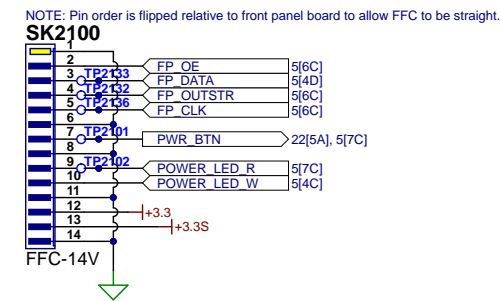 NOTE: Pin order is flipped relative to front panel board to allow FFC to be straight.
SK2100
1
2 FP_OE 5[6C]
3 TP2133 FP_DATA 5[4D]
4 TP2132 FP_OUTSTR 5[6C]
5 TP2136 FP_CLK 5[6C]
6
7 TP2101 PWR_BTN 22[5A], 5[7C]
8
9 TP2102 POWER_LED_R 5[7C]
10 POWER_LED_W 5[4C]
11
12 +3.3
13 +3.3S
14
FFC-14V